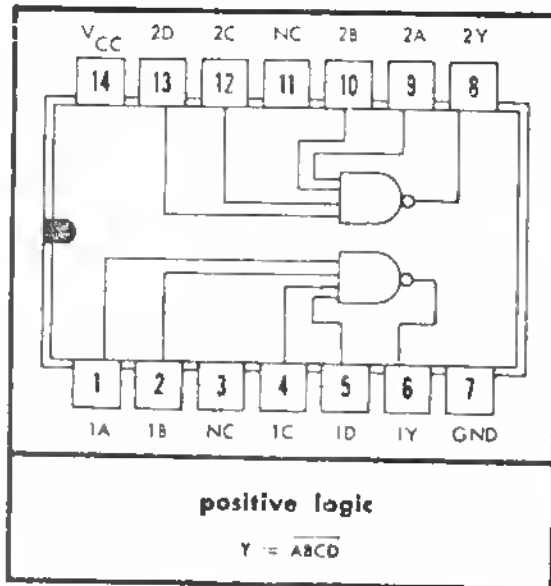 VCC 2D 2C NC 2B 2A 2Y
14 13 12 11 10 9 8
1 2 3 4 5 6 7
1A 1B NC 1C 1D 1Y GND
positive logic
Y = A̅B̅C̅D̅